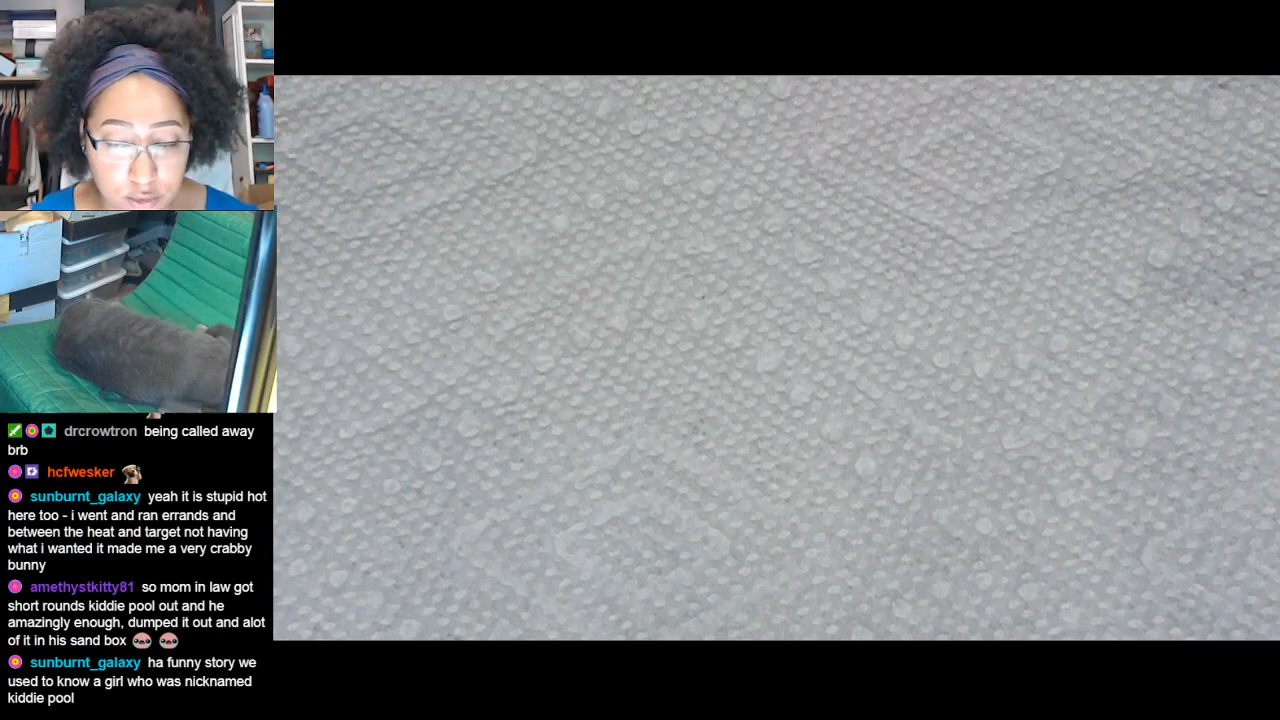 drcrowtron being called away
brb
hcfwesker
sunburnt_galaxy yeah it is stupid hot
here too - i went and ran errands and
between the heat and target not having
what i wanted it made me a very crabby
bunny
amethystkitty81 so mom in law got
short rounds kiddie pool out and he
amazingly enough, dumped it out and alot
of it in his sand box
sunburnt_galaxy ha funny story we
used to know a girl who was nicknamed
kiddie pool